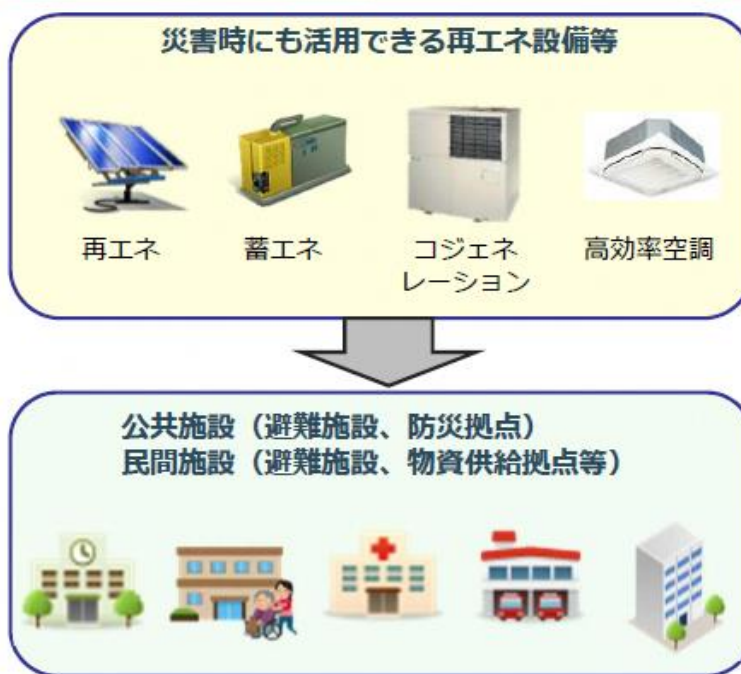 災害時にも活用できる再エネ設備等
再エネ
蓄エネ
コジェネ
レーション
高効率空調
公共施設（避難施設、防災拠点）
民間施設（避難施設、物資供給拠点等）